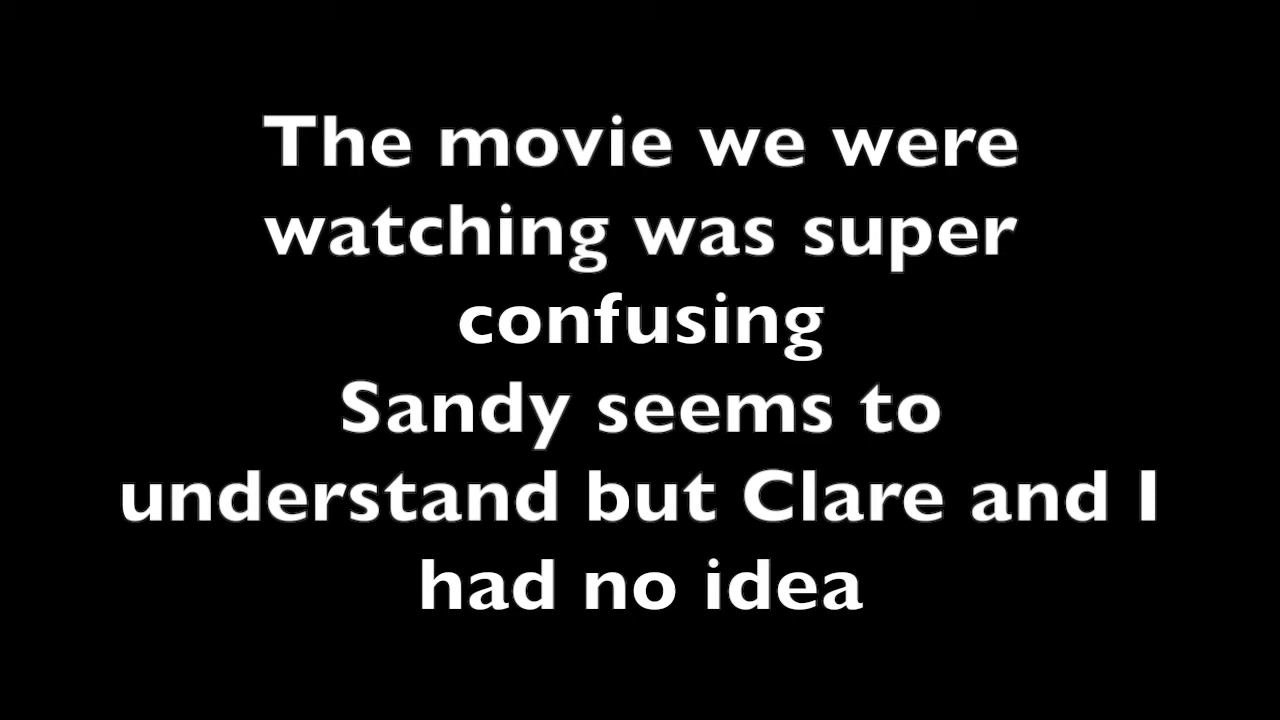 The movie we were
watching was super
confusing
Sandy seems to
understand but Clare and I
had no idea